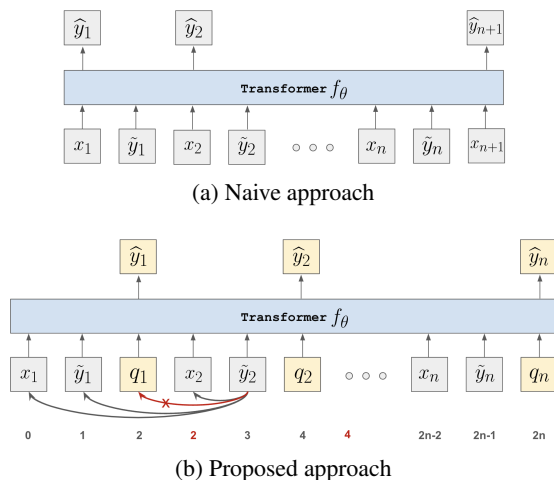 ŷ₁ ŷ₂ ŷₙ₊₁
Transformer f_θ
x₁ ỹ₁ x₂ ỹ₂ xₙ ỹₙ xₙ₊₁
(a) Naive approach
ŷ₁ ŷ₂ ŷₙ
Transformer f_θ
x₁ ỹ₁ q₁ x₂ ỹ₂ q₂ xₙ ỹₙ qₙ
0 1 2 2 3 4 4 2n-2 2n-1 2n
(b) Proposed approach